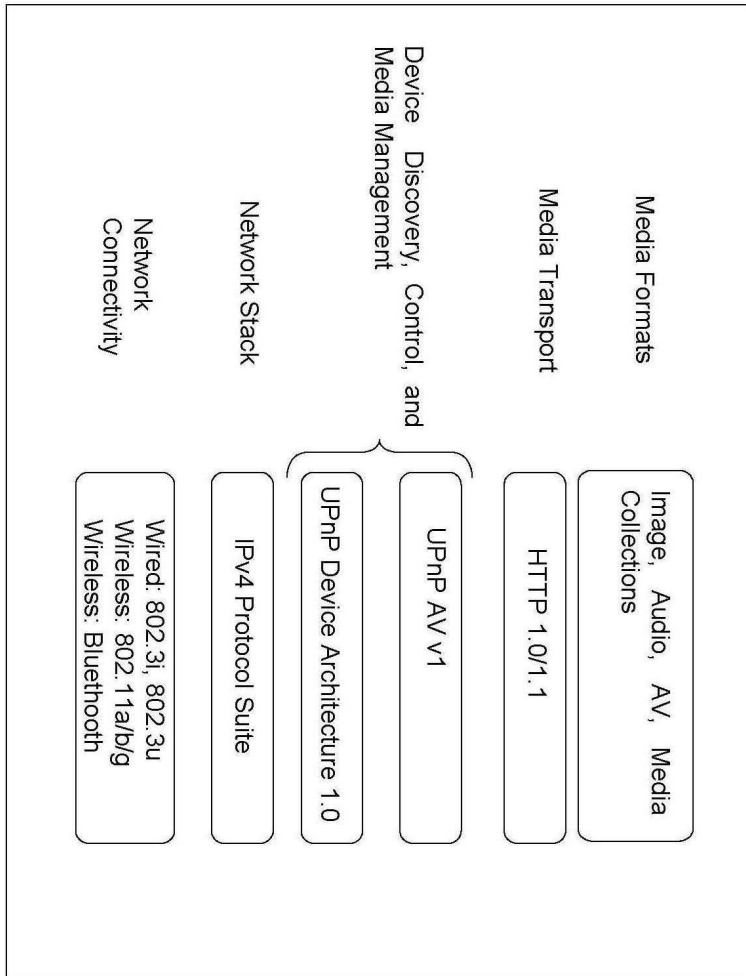 Media Formats
Image, Audio, AV, Media
Collections
Media Transport
HTTP 1.0/1.1
Device Discovery, Control, and
Media Management
UPnP AV v1
UPnP Device Architecture 1.0
Network Stack
IPv4 Protocol Suite
Network
Connectivity
Wired: 802.3i, 802.3u
Wireless: 802.11a/b/g
Wireless: Bluethooth